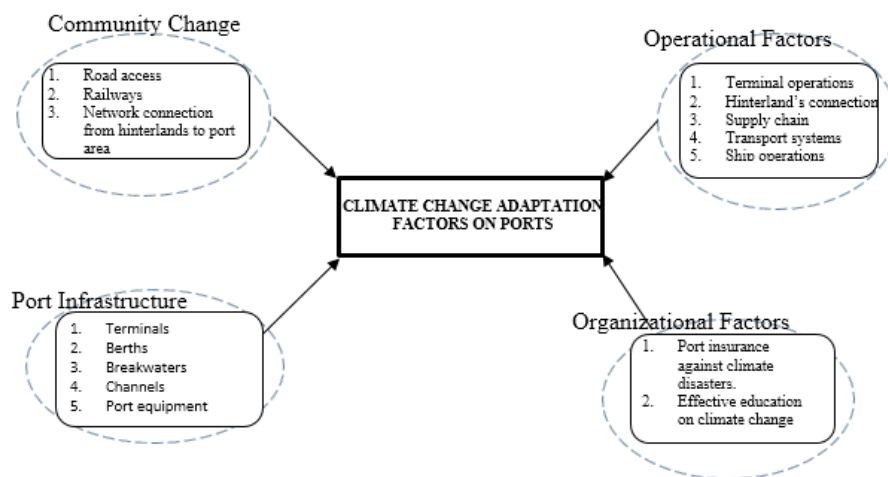 Community Change
1. Road access
2. Railways
3. Network connection
from hinterlands to port
area
Operational Factors
1. Terminal operations
2. Hinterland's connection
3. Supply chain
4. Transport systems
5. Ship operations
CLIMATE CHANGE ADAPTATION
FACTORS ON PORTS
Port Infrastructure
1. Terminals
2. Berths
3. Breakwaters
4. Channels
5. Port equipment
Organizational Factors
1. Port insurance
against climate
disasters.
2. Effective education
on climate change